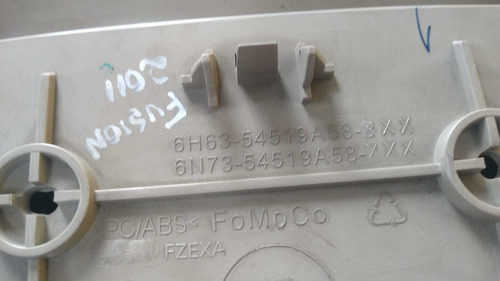 FUSION
2011
6H63-54519A58-BXX
6N73-54519A58-YXX
PC/ABS< FoMoCo
FZEXA